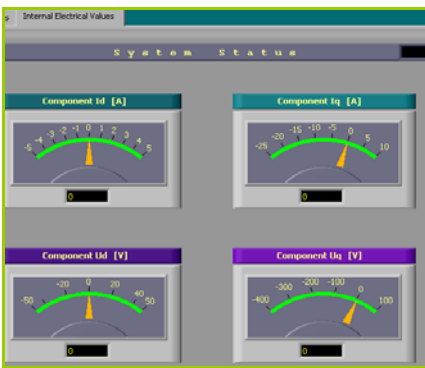 Internal Electrical Values
System Status
Component Id [A]
-5 -4 -3 -2 -1 0 1 2 3 4 5
0
Component Iq [A]
-25 -20 -15 -10 -5 0 5 10
0
Component Ud [V]
-50 -20 0 20 40 50
0
Component Uq [V]
-400 -300 -200 -100 0 100
0